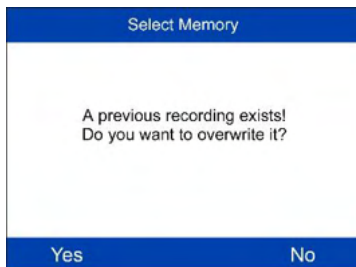 Select Memory
A previous recording exists!
Do you want to overwrite it?
Yes No